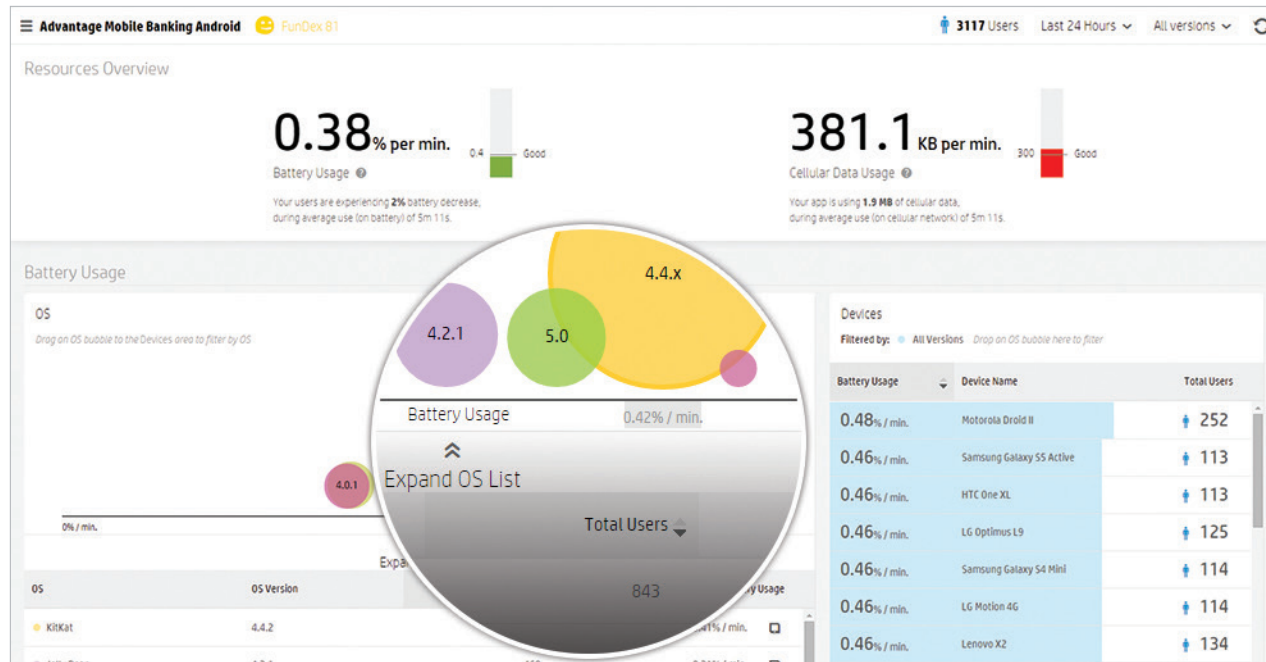 Advantage Mobile Banking Android FunDex 81 3117 Users Last 24 Hours All versions
Resources Overview
0.38% per min.
0.4 Good
Battery Usage
Your users are experiencing 2% battery decrease,
during average use (on battery) of 5m 11s.
381.1 KB per min.
300 Good
Cellular Data Usage
Your app is using 1.9 MB of cellular data,
during average use (on cellular network) of 5m 11s.
Battery Usage
OS
Drag an OS bubble to the Devices area to filter by OS
4.0.1
0% / min.
4.2.1
5.0
4.4.x
Battery Usage 0.42% / min.
Expand OS List
Total Users
843
OS OS Version Usage
KitKat 4.4.2
Devices
Filtered by: All Versions Drop an OS bubble here to filter
Battery Usage Device Name Total Users
0.48% / min. Motorola Droid II 252
0.46% / min. Samsung Galaxy S5 Active 113
0.46% / min. HTC One XL 113
0.46% / min. LG Optimus L9 125
0.46% / min. Samsung Galaxy S4 Mini 114
0.46% / min. LG Motion 4G 114
0.46% / min. Lenovo X2 134